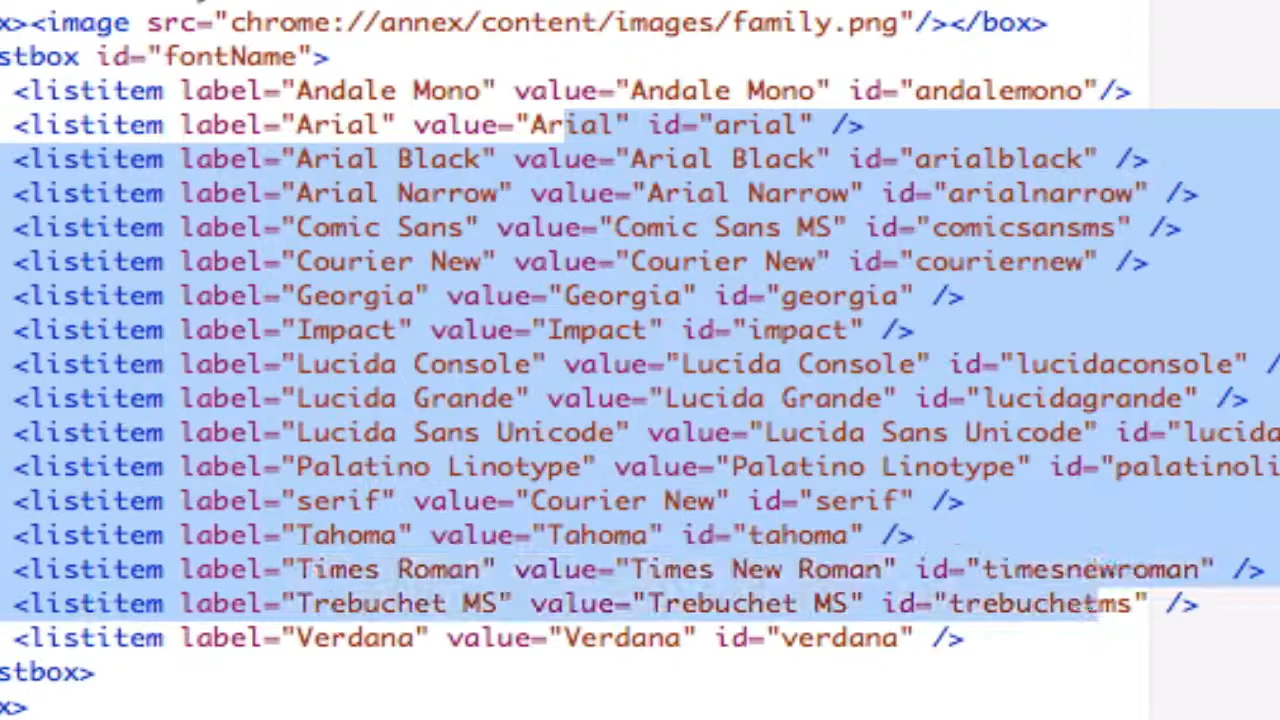 x><image src="chrome://annex/content/images/family.png"/></box>
stbox id="fontName">
<listitem label="Andale Mono" value="Andale Mono" id="andalemono"/>
<listitem label="Arial" value="Arial" id="arial" />
<listitem label="Arial Black" value="Arial Black" id="arialblack" />
<listitem label="Arial Narrow" value="Arial Narrow" id="arialnarrow" />
<listitem label="Comic Sans" value="Comic Sans MS" id="comicsansms" />
<listitem label="Courier New" value="Courier New" id="couriernew" />
<listitem label="Georgia" value="Georgia" id="georgia" />
<listitem label="Impact" value="Impact" id="impact" />
<listitem label="Lucida Console" value="Lucida Console" id="lucidaconsole" /
<listitem label="Lucida Grande" value="Lucida Grande" id="lucidagrande" />
<listitem label="Lucida Sans Unicode" value="Lucida Sans Unicode" id="lucida
<listitem label="Palatino Linotype" value="Palatino Linotype" id="palatinoli
<listitem label="serif" value="Courier New" id="serif" />
<listitem label="Tahoma" value="Tahoma" id="tahoma" />
<listitem label="Times Roman" value="Times New Roman" id="timesnewroman" />
<listitem label="Trebuchet MS" value="Trebuchet MS" id="trebuchetms" />
<listitem label="Verdana" value="Verdana" id="verdana" />
stbox>
x>